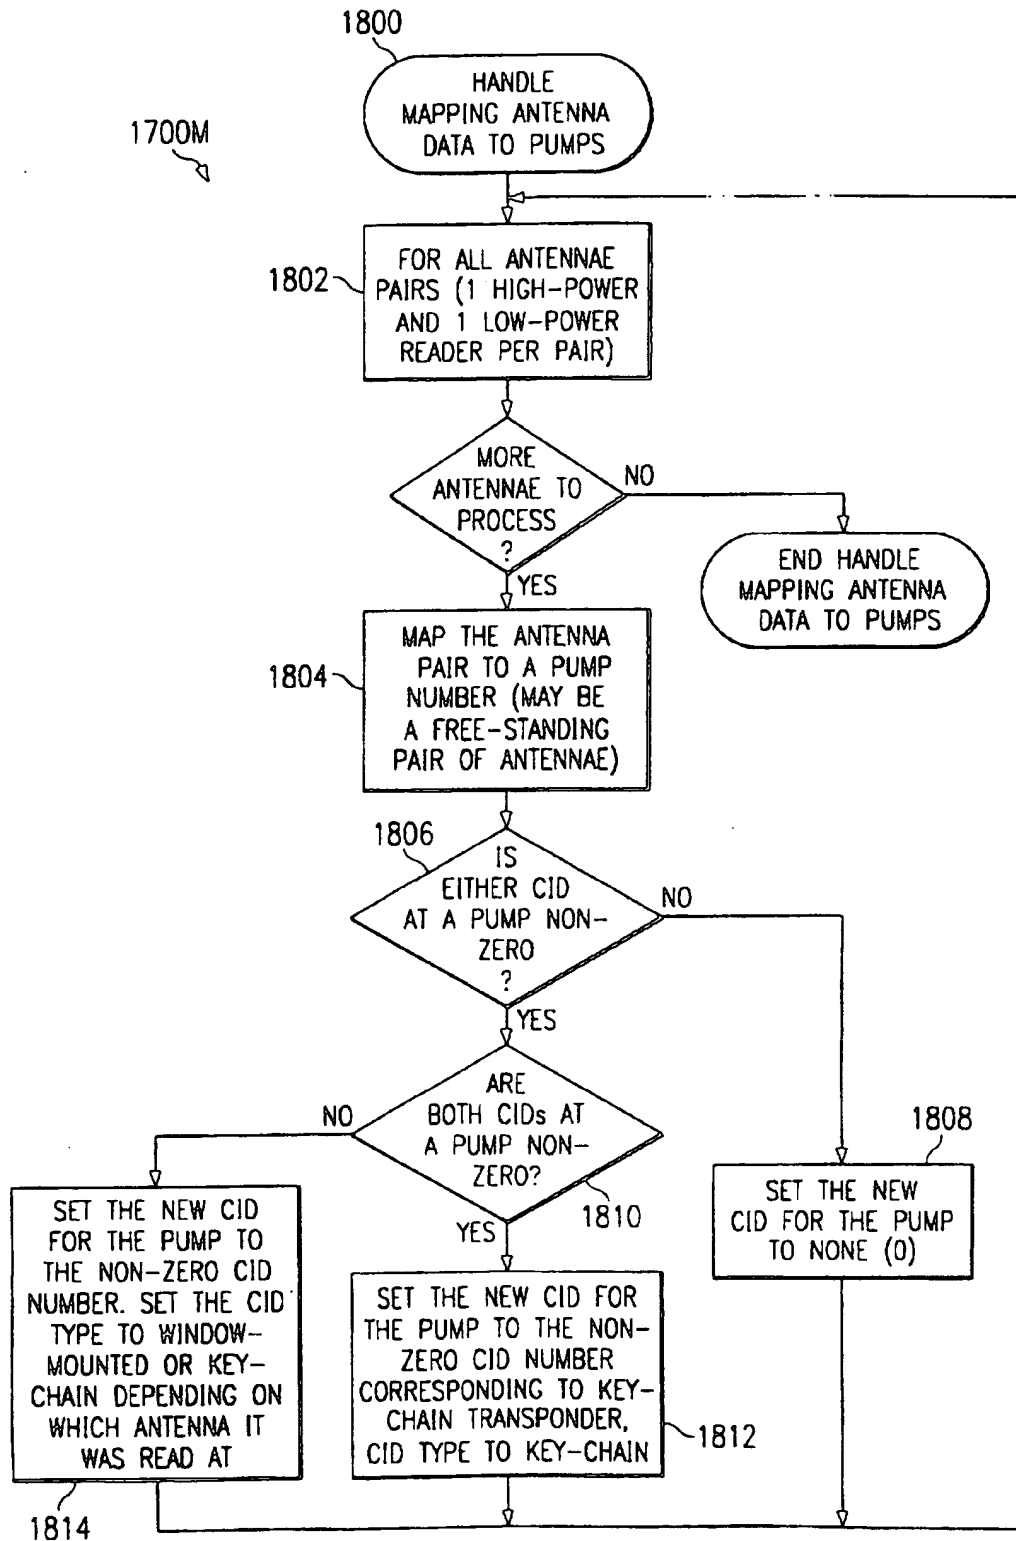 1800
HANDLE
MAPPING ANTENNA
DATA TO PUMPS
1700M
1802
FOR ALL ANTENNAE
PAIRS (1 HIGH-POWER
AND 1 LOW-POWER
READER PER PAIR)
MORE
ANTENNAE TO
PROCESS
?
NO
YES
END HANDLE
MAPPING ANTENNA
DATA TO PUMPS
1804
MAP THE ANTENNA
PAIR TO A PUMP
NUMBER (MAY BE
A FREE-STANDING
PAIR OF ANTENNAE)
1806
IS
EITHER CID
AT A PUMP NON-
ZERO
?
NO
YES
ARE
BOTH CIDs AT
A PUMP NON-
ZERO?
NO
YES
1810
1808
SET THE NEW
CID FOR THE PUMP
TO NONE (0)
SET THE NEW CID
FOR THE PUMP TO
THE NON-ZERO CID
NUMBER. SET THE CID
TYPE TO WINDOW-
MOUNTED OR KEY-
CHAIN DEPENDING ON
WHICH ANTENNA IT
WAS READ AT
1814
SET THE NEW CID FOR
THE PUMP TO THE NON-
ZERO CID NUMBER
CORRESPONDING TO KEY-
CHAIN TRANSPONDER,
CID TYPE TO KEY-CHAIN
1812